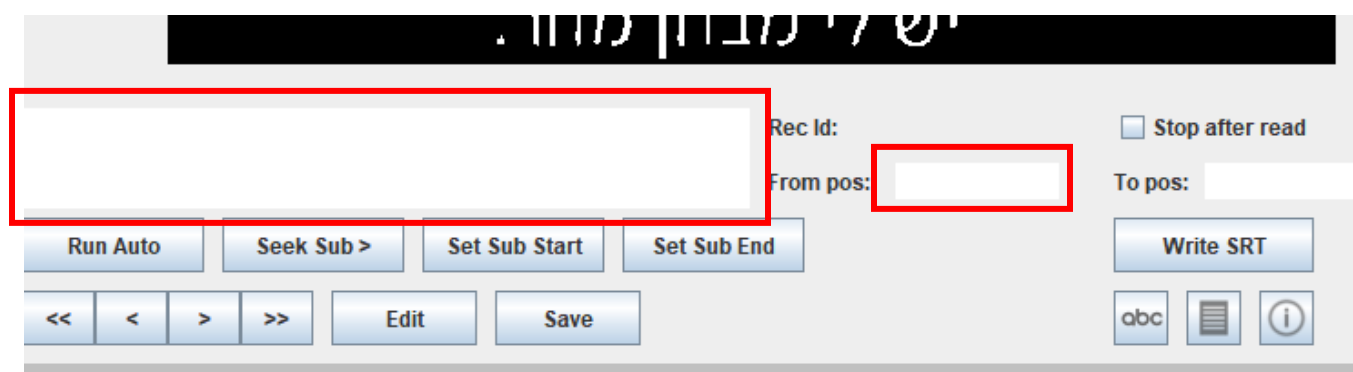 יש לי מבחן מחר.
Rec Id:
Stop after read
From pos:
To pos:
Run Auto
Seek Sub >
Set Sub Start
Set Sub End
Write SRT
<<
<
>
>>
Edit
Save
abc